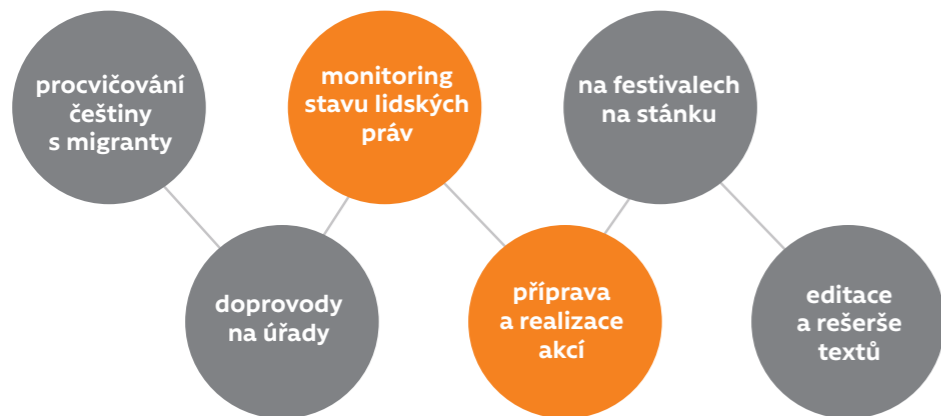 procvičování
češtiny
s migranty
doprovody
na úřady
monitoring
stavu lidských
práv
příprava
a realizace
akcí
na festivalech
na stánku
editace
a rešerše
textů